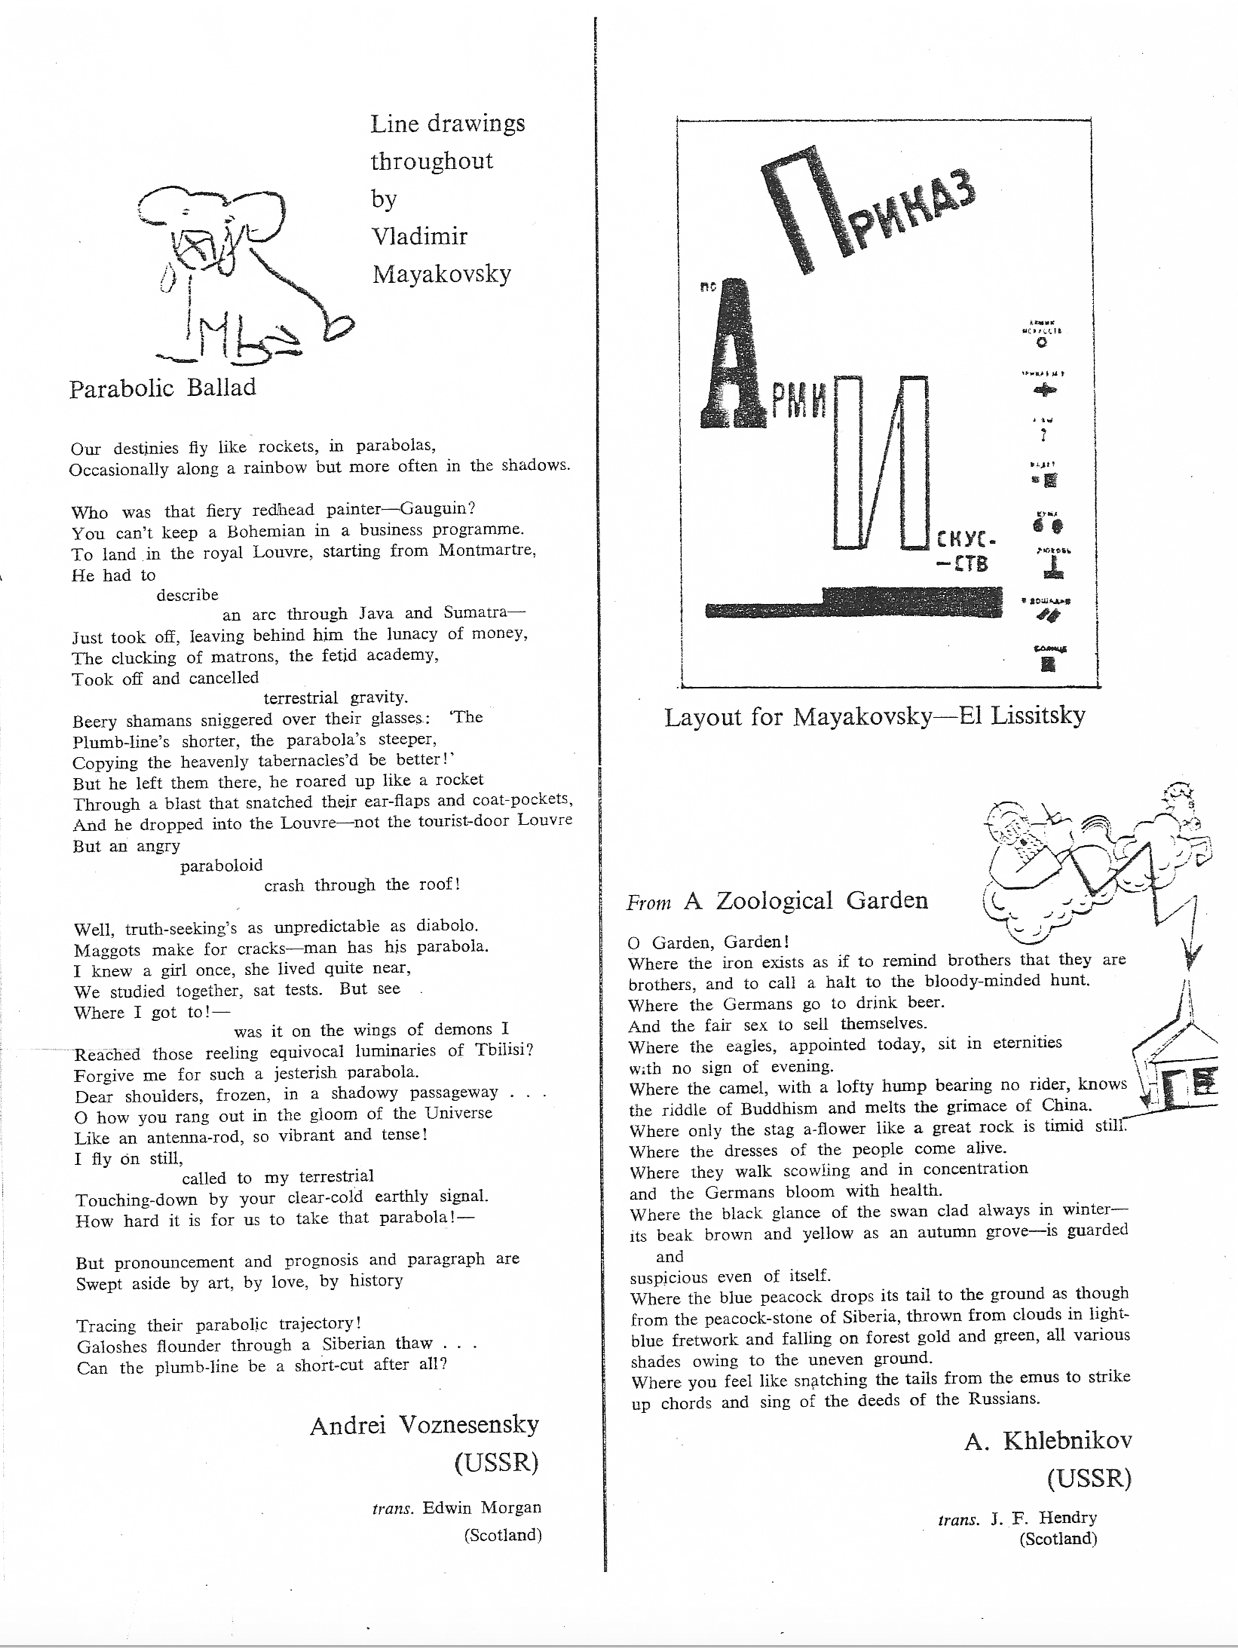 Line drawings
throughout
by
Vladimir
Mayakovsky
Parabolic Ballad
Our destinies fly like rockets, in parabolas,
Occasionally along a rainbow but more often in the shadows.
Who was that fiery redhead painter—Gauguin?
You can't keep a Bohemian in a business programme.
To land in the royal Louvre, starting from Montmartre,
He had to
describe
an arc through Java and Sumatra—
Just took off, leaving behind him the lunacy of money,
The clucking of matrons, the fetid academy,
Took off and cancelled
terrestrial gravity.
Beery shamans sniggered over their glasses: 'The
Plumb-line's shorter, the parabola's steeper,
Copying the heavenly tabernacles'd be better!'
But he left them there, he roared up like a rocket
Through a blast that snatched their ear-flaps and coat-pockets,
And he dropped into the Louvre—not the tourist-door Louvre
But an angry
paraboloid
crash through the roof!
Well, truth-seeking's as unpredictable as diabolo.
Maggots make for cracks—man has his parabola.
I knew a girl once, she lived quite near,
We studied together, sat tests. But see
Where I got to!—
was it on the wings of demons I
Reached those reeling equivocal luminaries of Tbilisi?
Forgive me for such a jesterish parabola.
Dear shoulders, frozen, in a shadowy passageway . . .
O how you rang out in the gloom of the Universe
Like an antenna-rod, so vibrant and tense!
I fly on still,
called to my terrestrial
Touching-down by your clear-cold earthly signal.
How hard it is for us to take that parabola!—
But pronouncement and prognosis and paragraph are
Swept aside by art, by love, by history
Tracing their parabolic trajectory!
Galoshes flounder through a Siberian thaw . . .
Can the plumb-line be a short-cut after all?
Andrei Voznesensky
(USSR)
trans. Edwin Morgan
(Scotland)
Приказ
по
Арми
И
скус-
—ств
?
Layout for Mayakovsky—El Lissitsky
From A Zoological Garden
O Garden, Garden!
Where the iron exists as if to remind brothers that they are
brothers, and to call a halt to the bloody-minded hunt.
Where the Germans go to drink beer.
And the fair sex to sell themselves.
Where the eagles, appointed today, sit in eternities
with no sign of evening.
Where the camel, with a lofty hump bearing no rider, knows
the riddle of Buddhism and melts the grimace of China.
Where only the stag a-flower like a great rock is timid still.
Where the dresses of the people come alive.
Where they walk scowling and in concentration
and the Germans bloom with health.
Where the black glance of the swan clad always in winter—
its beak brown and yellow as an autumn grove—is guarded
and
suspicious even of itself.
Where the blue peacock drops its tail to the ground as though
from the peacock-stone of Siberia, thrown from clouds in light-
blue fretwork and falling on forest gold and green, all various
shades owing to the uneven ground.
Where you feel like snatching the tails from the emus to strike
up chords and sing of the deeds of the Russians.
A. Khlebnikov
(USSR)
trans. J. F. Hendry
(Scotland)